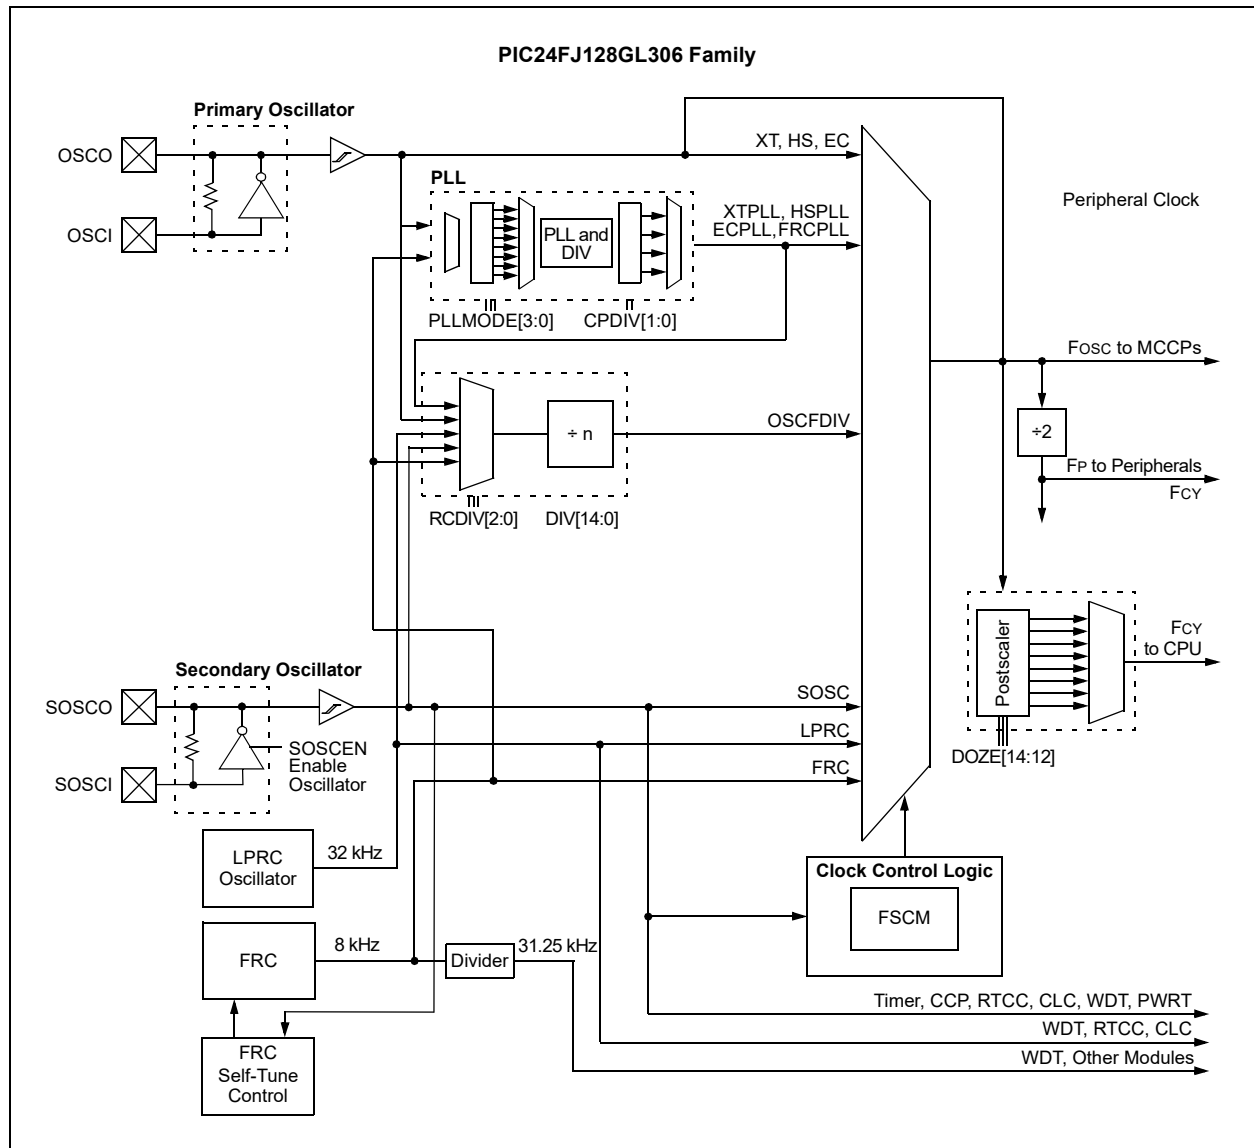 PIC24FJ128GL306 Family
Primary Oscillator
OSCO
XT, HS, EC
PLL
Peripheral Clock
XTPLL, HSPLL
ECPLL,FRCPLL
OSCI
PLL and
DIV
PLLMODE[3:0]
CPDIV[1:0]
FOSC to MCCPs
OSCFDIV
÷ n
÷2
FP to Peripherals
FCY
RCDIV[2:0]
DIV[14:0]
Postscaler
FCY
to CPU
DOZE[14:12]
Secondary Oscillator
SOSCO
SOSC
LPRC
FRC
SOSCEN
Enable
Oscillator
SOSCI
LPRC
Oscillator
32 kHz
Clock Control Logic
FSCM
FRC
8 kHz
Divider
31.25 kHz
Timer, CCP, RTCC, CLC, WDT, PWRT
WDT, RTCC, CLC
WDT, Other Modules
FRC
Self-Tune
Control